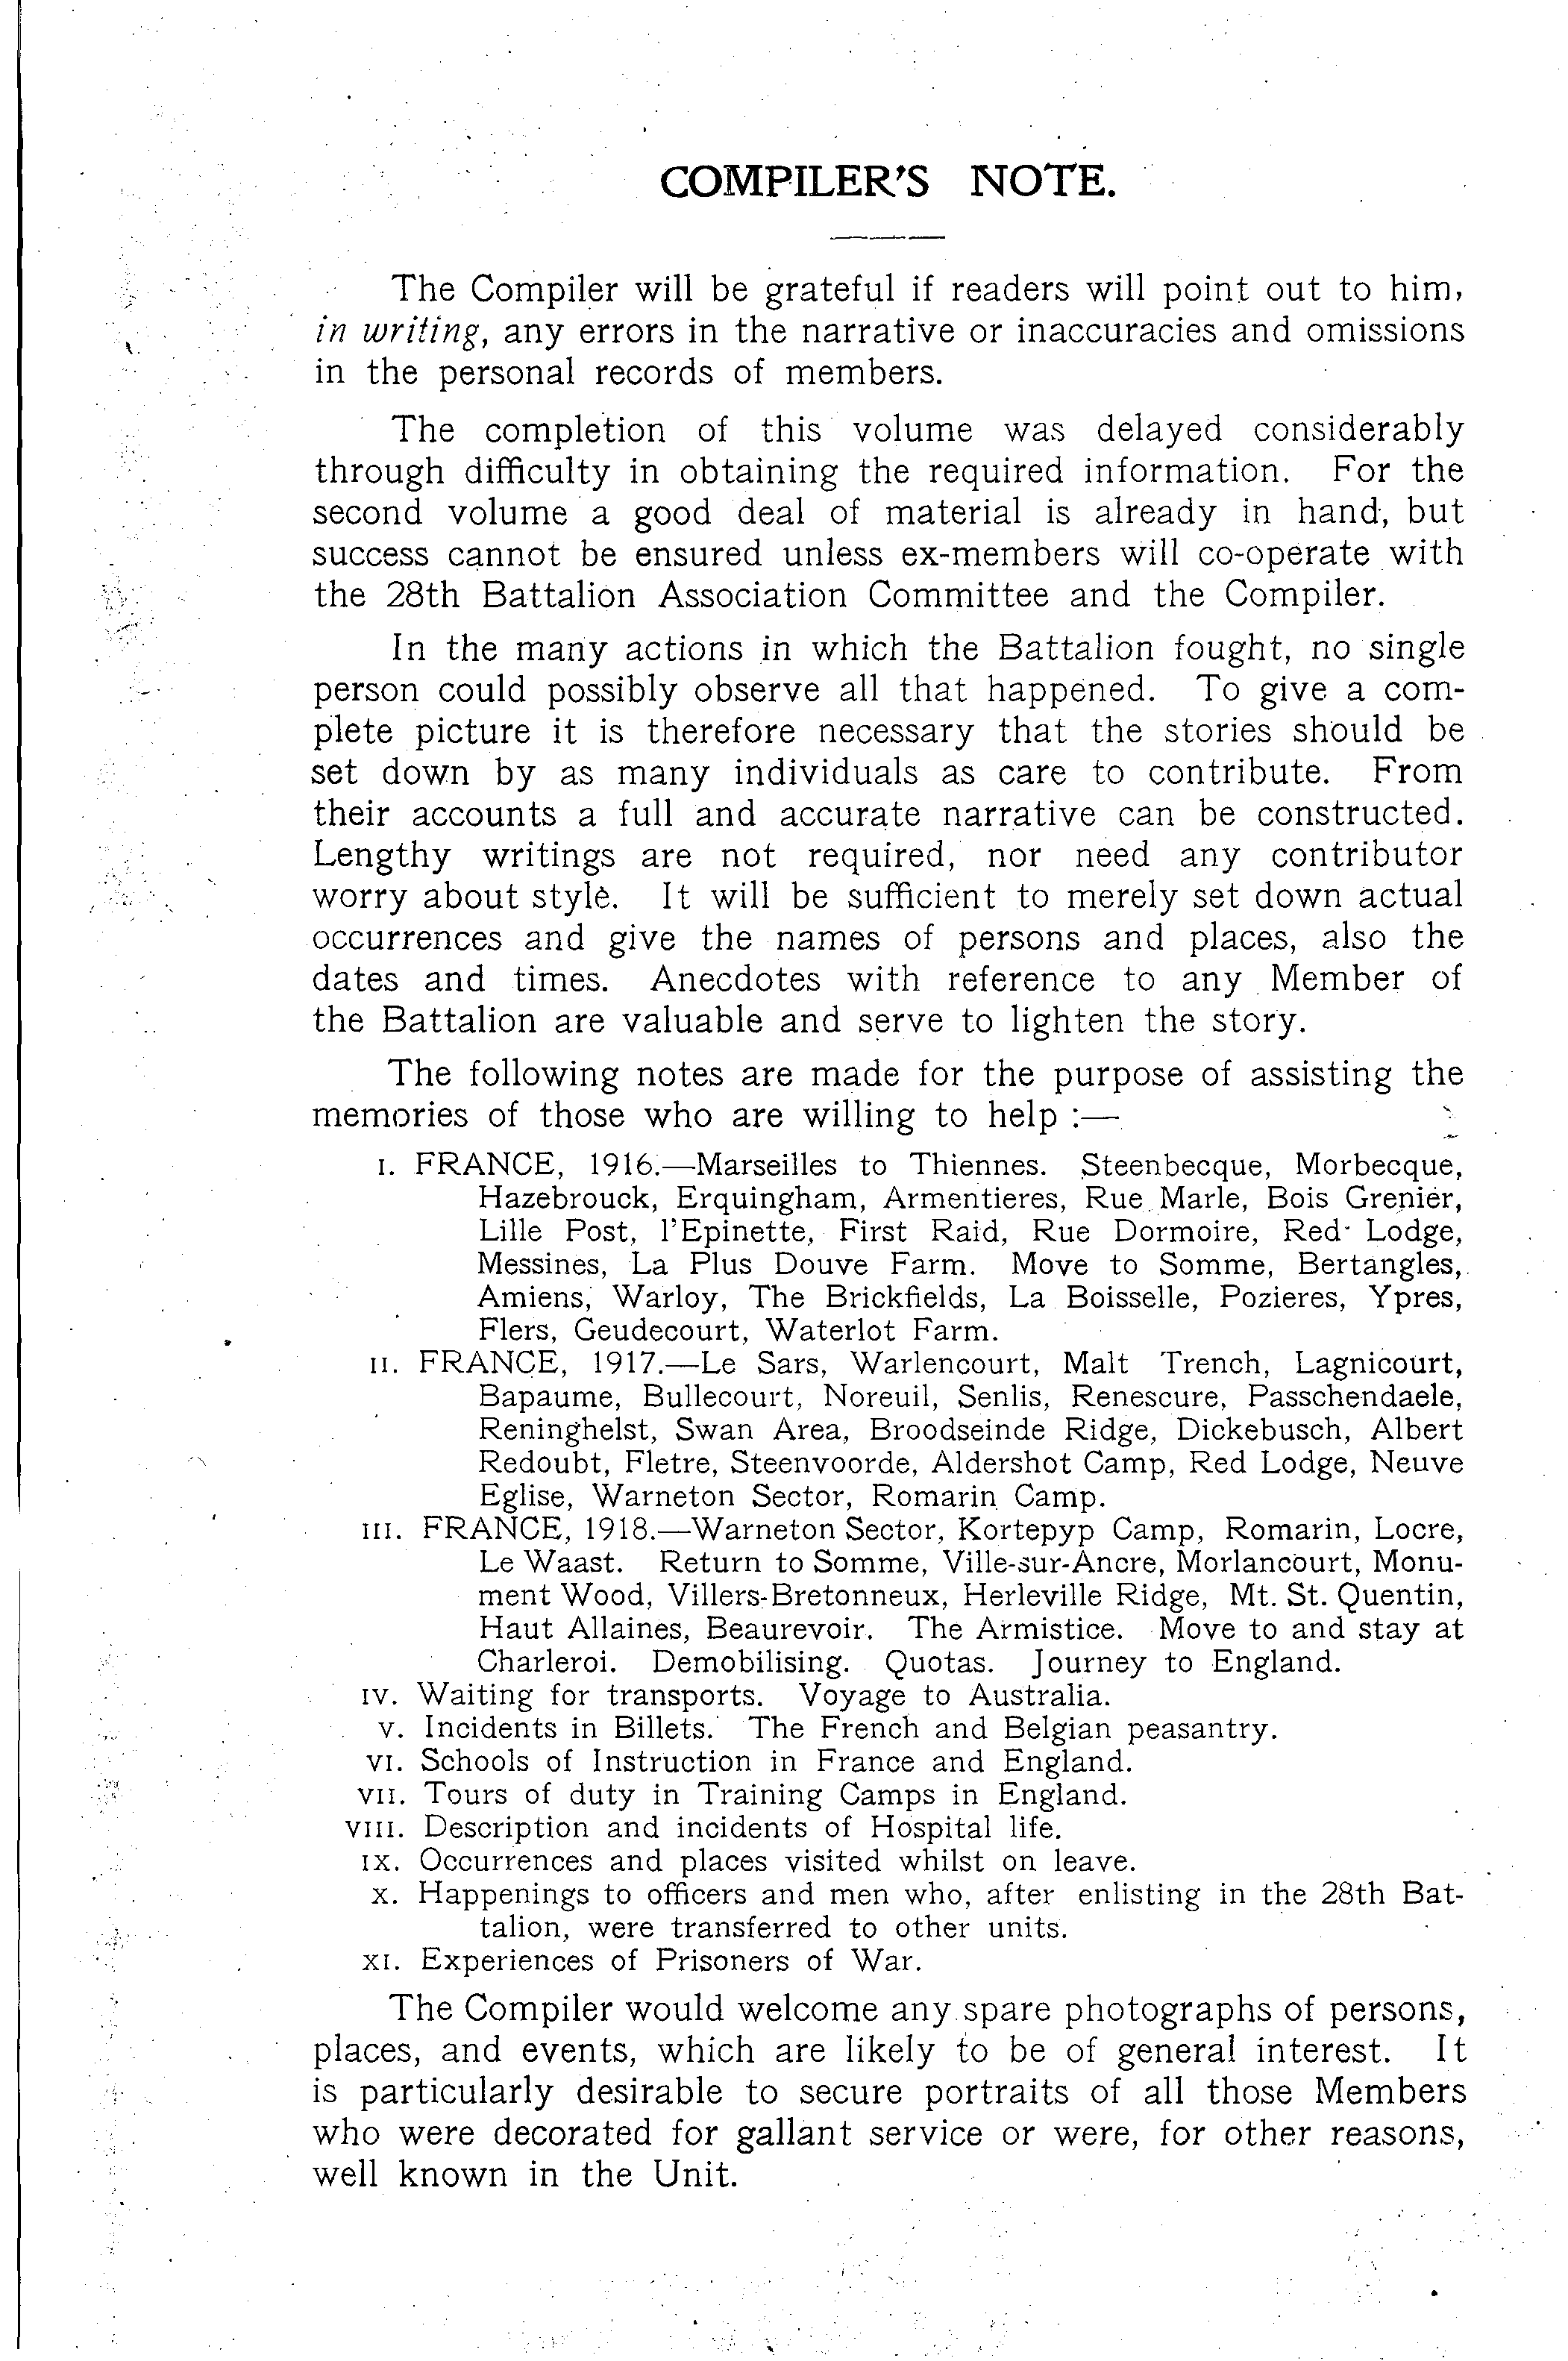 COMPILER'S NOTE.
The Compiler will be grateful if readers will point out to him,
in writing, any errors in the narrative or inaccuracies and omissions
in the personal records of members.
The completion of this volume was delayed considerably
through difficulty in obtaining the required information. For the
second volume a good deal of material is already in hand, but
success cannot be ensured unless ex-members will co-operate with
the 28th Battalion Association Committee and the Compiler.
In the many actions in which the Battalion fought, no single
person could possibly observe all that happened. To give a com-
plete picture it is therefore necessary that the stories should be
set down by as many individuals as care to contribute. From
their accounts a full and accurate narrative can be constructed.
Lengthy writings are not required, nor need any contributor
worry about style. It will be sufficient to merely set down actual
occurrences and give the names of persons and places, also the
dates and times. Anecdotes with reference to any Member of
the Battalion are valuable and serve to lighten the story.
The following notes are made for the purpose of assisting the
memories of those who are willing to help :—
I. FRANCE, 1916.—Marseilles to Thiennes. Steenbecque, Morbecque,
Hazebrouck, Erquingham, Armentieres, Rue Marle, Bois Grenier,
Lille Post, l'Epinette, First Raid, Rue Dormoire, Red Lodge,
Messines, La Plus Douve Farm. Move to Somme, Bertangles,
Amiens, Warloy, The Brickfields, La Boisselle, Pozieres, Ypres,
Flers, Geudecourt, Waterlot Farm.
II. FRANCE, 1917.—Le Sars, Warlencourt, Malt Trench, Lagnicourt,
Bapaume, Bullecourt, Noreuil, Senlis, Renescure, Passchendaele,
Reninghelst, Swan Area, Broodseinde Ridge, Dickebusch, Albert
Redoubt, Fletre, Steenvoorde, Aldershot Camp, Red Lodge, Neuve
Eglise, Warneton Sector, Romarin Camp.
III. FRANCE, 1918.—Warneton Sector, Kortepyp Camp, Romarin, Locre,
Le Waast. Return to Somme, Ville-sur-Ancre, Morlancourt, Monu-
ment Wood, Villers-Bretonneux, Herleville Ridge, Mt. St. Quentin,
Haut Allaines, Beaurevoir. The Armistice. Move to and stay at
Charleroi. Demobilising. Quotas. Journey to England.
IV. Waiting for transports. Voyage to Australia.
V. Incidents in Billets. The French and Belgian peasantry.
VI. Schools of Instruction in France and England.
VII. Tours of duty in Training Camps in England.
VIII. Description and incidents of Hospital life.
IX. Occurrences and places visited whilst on leave.
X. Happenings to officers and men who, after enlisting in the 28th Bat-
talion, were transferred to other units.
XI. Experiences of Prisoners of War.
The Compiler would welcome any spare photographs of persons,
places, and events, which are likely to be of general interest. It
is particularly desirable to secure portraits of all those Members
who were decorated for gallant service or were, for other reasons,
well known in the Unit.